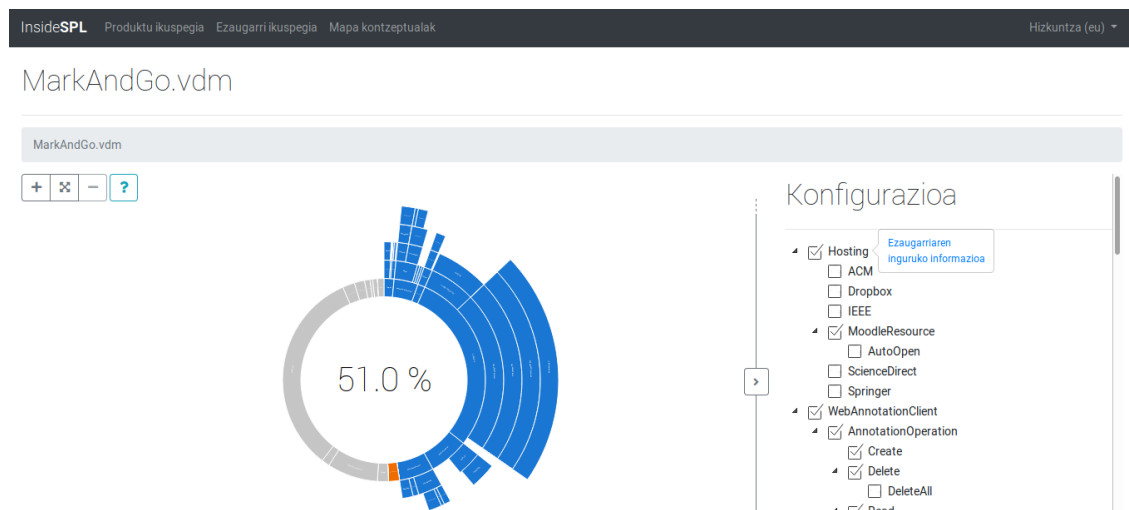 InsideSPL Produktu ikuspegia Ezaugarri ikuspegia Mapa kontzeptualak Hizkuntza (eu)
MarkAndGo.vdm
MarkAndGo.vdm
?
Konfigurazioa
Hosting
Ezaugarriaren
inguruko informazioa
ACM
Dropbox
IEEE
MoodleResource
AutoOpen
ScienceDirect
Springer
WebAnnotationClient
AnnotationOperation
Create
Delete
DeleteAll
Read
51.0 %